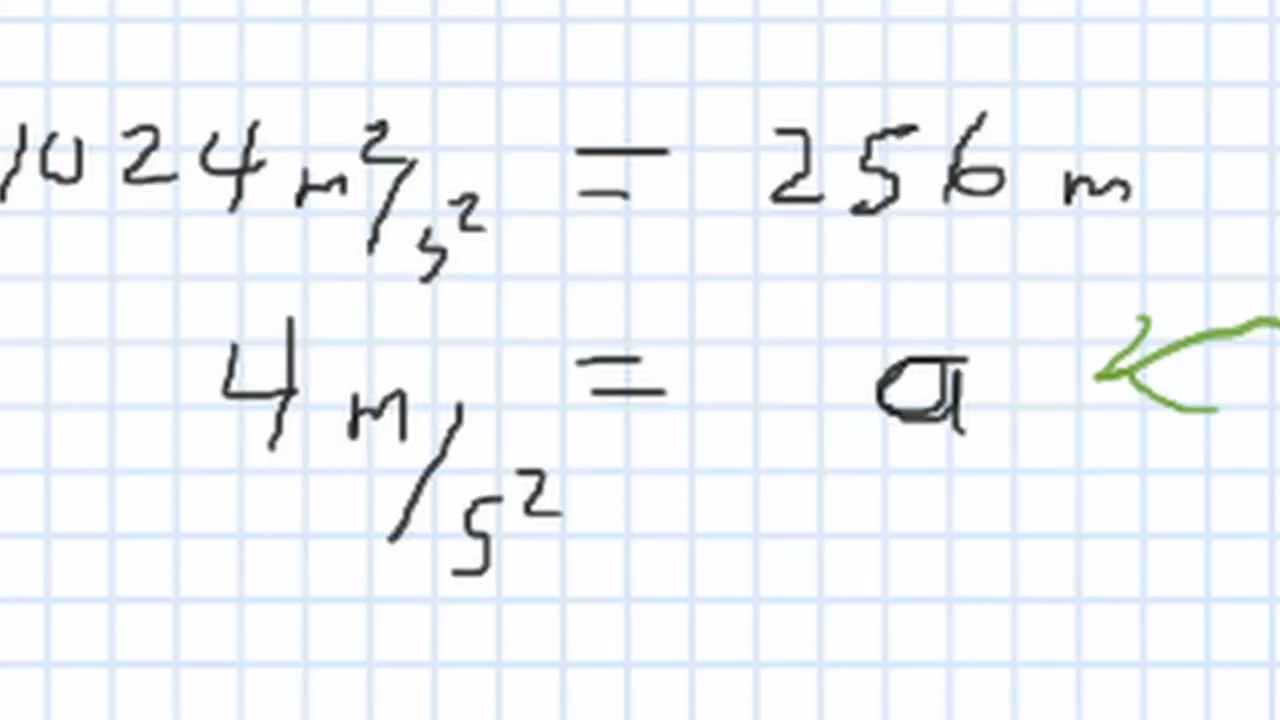 1024 m²/s² = 256 m
4 m/s² = a